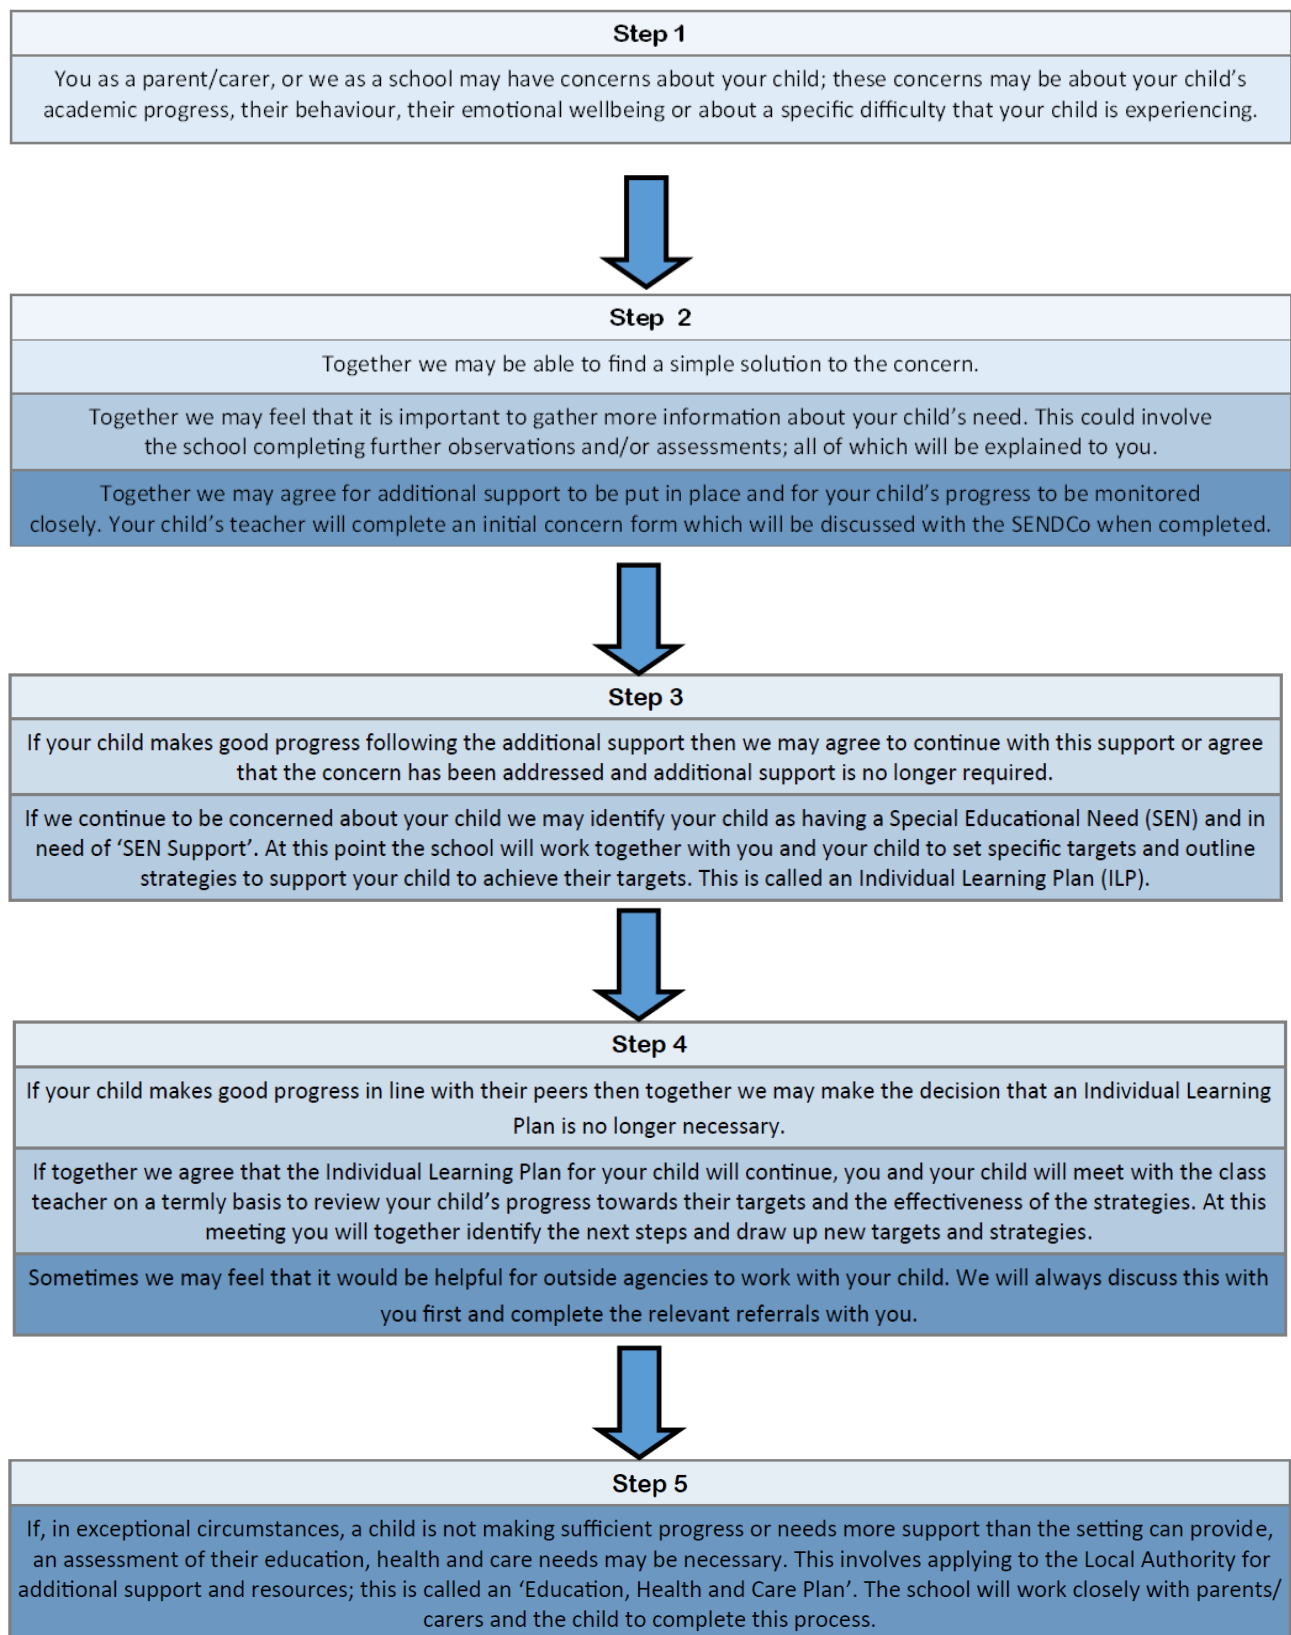 Step 1
You as a parent/carer, or we as a school may have concerns about your child; these concerns may be about your child’s
academic progress, their behaviour, their emotional wellbeing or about a specific difficulty that your child is experiencing.
Step  2
Together we may be able to find a simple solution to the concern.
Together we may feel that it is important to gather more information about your child’s need. This could involve
the school completing further observations and/or assessments; all of which will be explained to you.
Together we may agree for additional support to be put in place and for your child’s progress to be monitored
closely. Your child’s teacher will complete an initial concern form which will be discussed with the SENDCo when completed.
Step 3
If your child makes good progress following the additional support then we may agree to continue with this support or agree
that the concern has been addressed and additional support is no longer required.
If we continue to be concerned about your child we may identify your child as having a Special Educational Need (SEN) and in
need of ‘SEN Support’. At this point the school will work together with you and your child to set specific targets and outline
strategies to support your child to achieve their targets. This is called an Individual Learning Plan (ILP).
Step 4
If your child makes good progress in line with their peers then together we may make the decision that an Individual Learning
Plan is no longer necessary.
If together we agree that the Individual Learning Plan for your child will continue, you and your child will meet with the class
teacher on a termly basis to review your child’s progress towards their targets and the effectiveness of the strategies. At this
meeting you will together identify the next steps and draw up new targets and strategies.
Sometimes we may feel that it would be helpful for outside agencies to work with your child. We will always discuss this with
you first and complete the relevant referrals with you.
Step 5
If, in exceptional circumstances, a child is not making sufficient progress or needs more support than the setting can provide,
an assessment of their education, health and care needs may be necessary. This involves applying to the Local Authority for
additional support and resources; this is called an ‘Education, Health and Care Plan’. The school will work closely with parents/
carers and the child to complete this process.